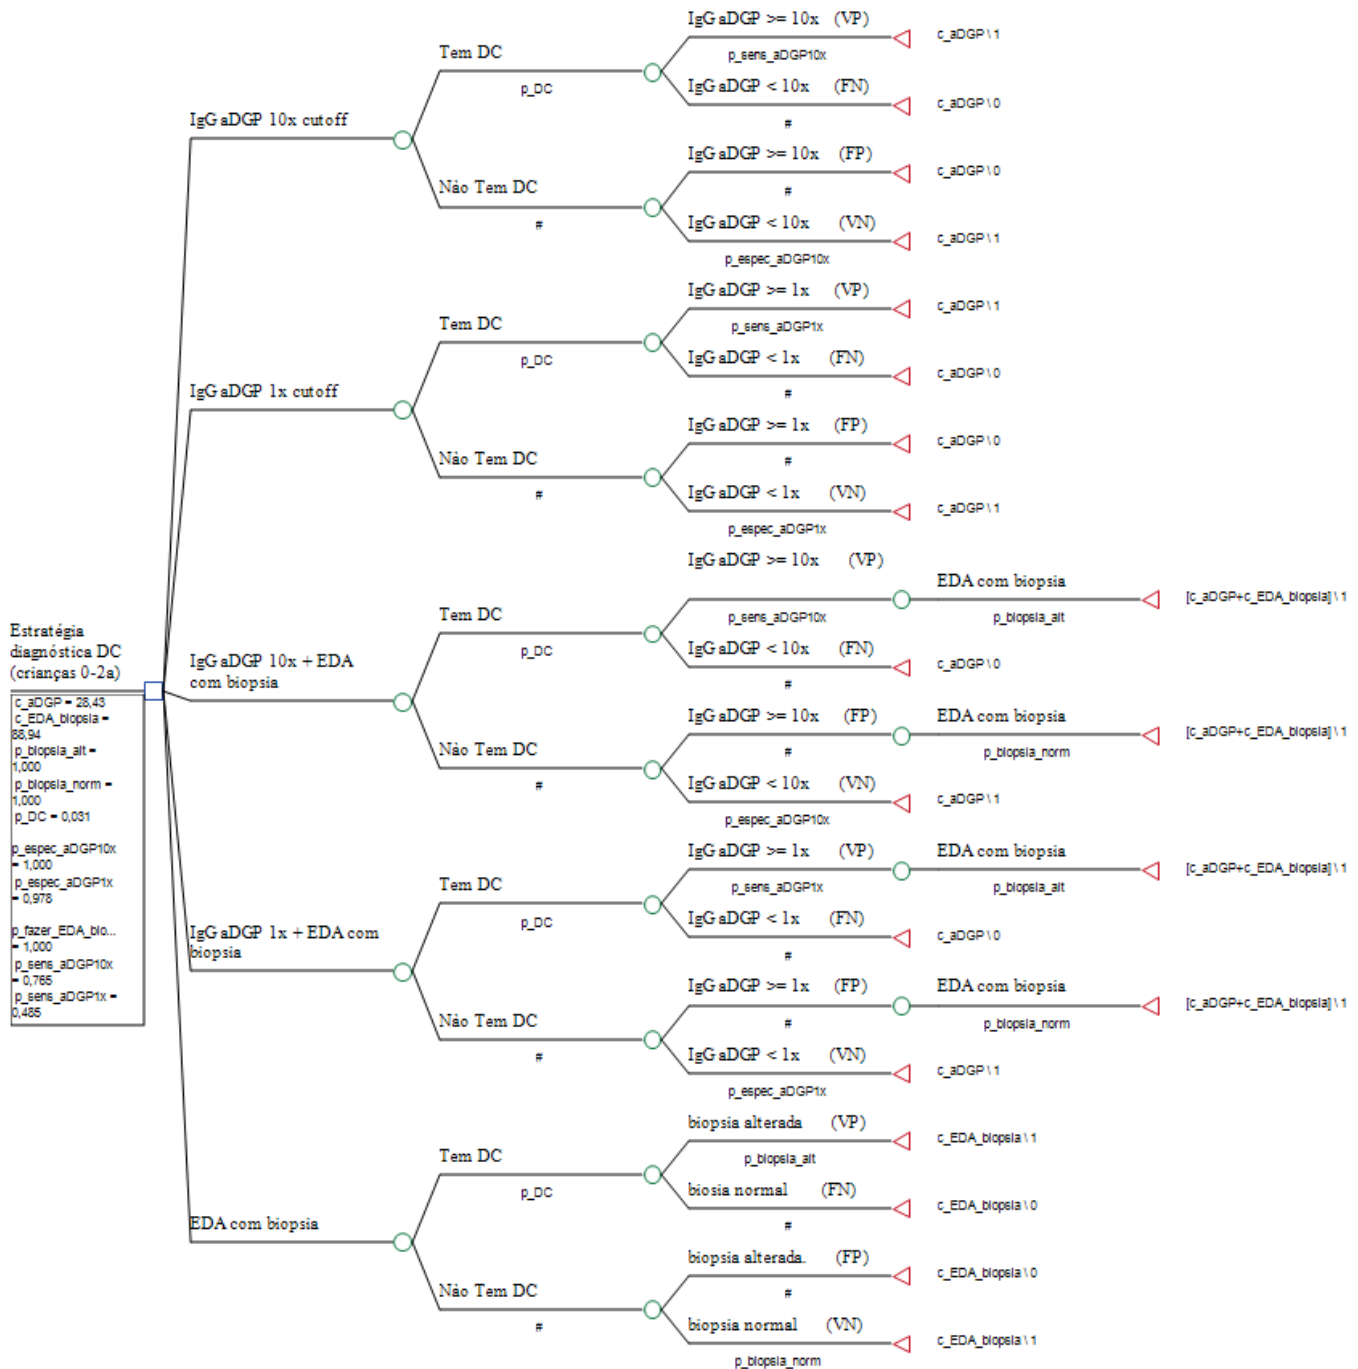 IgG aDGP >= 10x (VP)
c_aDGP \ 1
p_sens_aDGP10x
Tem DC
p_DC
IgG aDGP < 10x (FN)
c_aDGP \ 0
#
IgG aDGP 10x cutoff
IgG aDGP >= 10x (FP)
c_aDGP \ 0
#
Não Tem DC
#
IgG aDGP < 10x (VN)
c_aDGP \ 1
p_espec_aDGP10x
IgG aDGP >= 1x (VP)
c_aDGP \ 1
p_sens_aDGP1x
Tem DC
p_DC
IgG aDGP < 1x (FN)
c_aDGP \ 0
#
IgG aDGP 1x cutoff
IgG aDGP >= 1x (FP)
c_aDGP \ 0
#
Não Tem DC
#
IgG aDGP < 1x (VN)
c_aDGP \ 1
p_espec_aDGP1x
IgG aDGP >= 10x (VP)
EDA com biopsia
[c_aDGP+c_EDA_biopsia] \ 1
p_sens_aDGP10x
p_biopsia_alt
Tem DC
p_DC
IgG aDGP < 10x (FN)
c_aDGP \ 0
#
IgG aDGP 10x + EDA
com biopsia
IgG aDGP >= 10x (FP)
EDA com biopsia
[c_aDGP+c_EDA_biopsia] \ 1
#
p_biopsia_norm
Não Tem DC
#
IgG aDGP < 10x (VN)
c_aDGP \ 1
p_espec_aDGP10x
Estratégia
diagnóstica DC
(crianças 0-2a)
c_aDGP = 28,43
c_EDA_biopsia =
88,94
p_biopsia_alt =
1,000
p_biopsia_norm =
1,000
p_DC = 0,031
p_espec_aDGP10x
= 1,000
p_espec_aDGP1x
= 0,978
p_fazer_EDA_bio...
= 1,000
p_sens_aDGP10x
= 0,765
p_sens_aDGP1x =
0,485
IgG aDGP >= 1x (VP)
EDA com biopsia
[c_aDGP+c_EDA_biopsia] \ 1
p_sens_aDGP1x
p_biopsia_alt
Tem DC
p_DC
IgG aDGP < 1x (FN)
c_aDGP \ 0
#
IgG aDGP 1x + EDA com
biopsia
IgG aDGP >= 1x (FP)
EDA com biopsia
[c_aDGP+c_EDA_biopsia] \ 1
#
p_biopsia_norm
Não Tem DC
#
IgG aDGP < 1x (VN)
c_aDGP \ 1
p_espec_aDGP1x
biopsia alterada (VP)
c_EDA_biopsia \ 1
p_biopsia_alt
Tem DC
p_DC
biosia normal (FN)
c_EDA_biopsia \ 0
#
EDA com biopsia
biopsia alterada. (FP)
c_EDA_biopsia \ 0
#
Não Tem DC
#
biopsia normal (VN)
c_EDA_biopsia \ 1
p_biopsia_norm